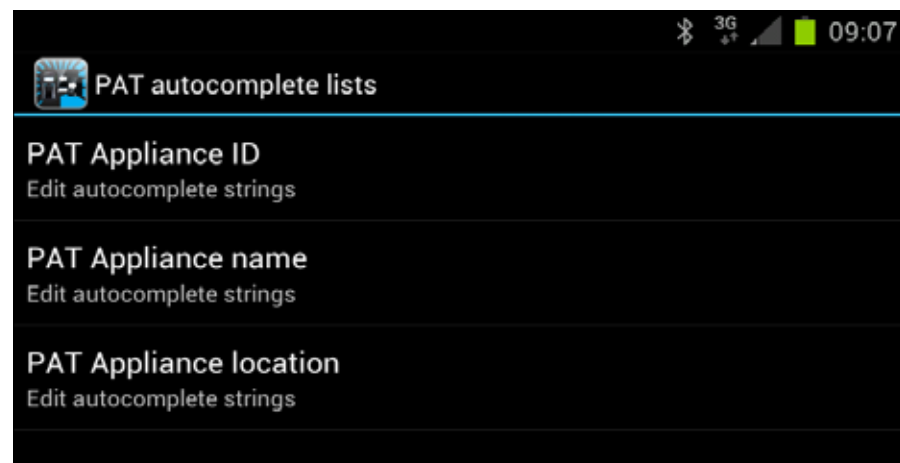 3G 09:07
PAT autocomplete lists
PAT Appliance ID
Edit autocomplete strings
PAT Appliance name
Edit autocomplete strings
PAT Appliance location
Edit autocomplete strings